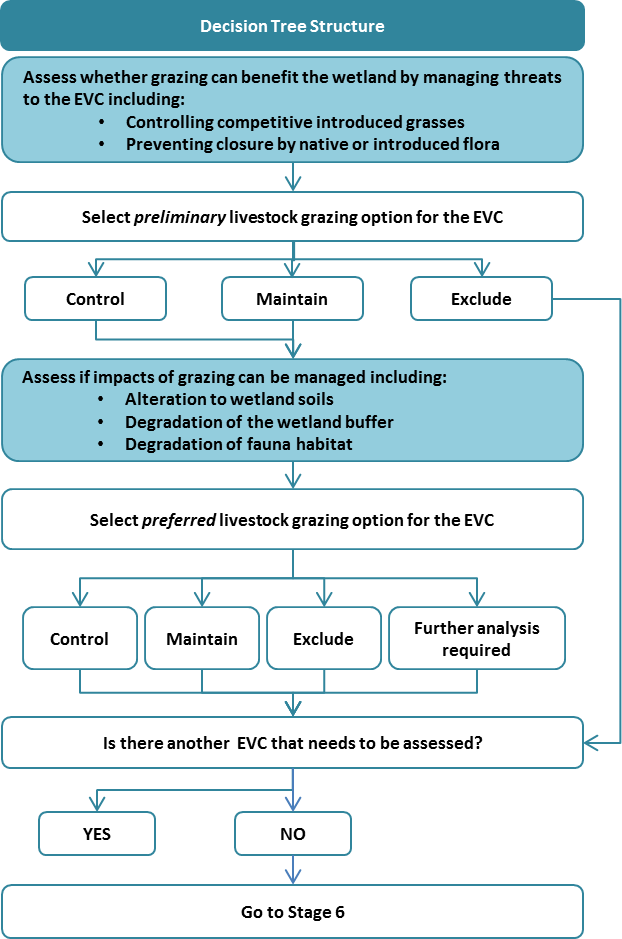 Decision Tree Structure
Assess whether grazing can benefit the wetland by managing threats
to the EVC including:
• Controlling competitive introduced grasses
• Preventing closure by native or introduced flora
Select preliminary livestock grazing option for the EVC
Control
Maintain
Exclude
Assess if impacts of grazing can be managed including:
• Alteration to wetland soils
• Degradation of the wetland buffer
• Degradation of fauna habitat
Select preferred livestock grazing option for the EVC
Control
Maintain
Exclude
Further analysis
required
Is there another EVC that needs to be assessed?
YES
NO
Go to Stage 6